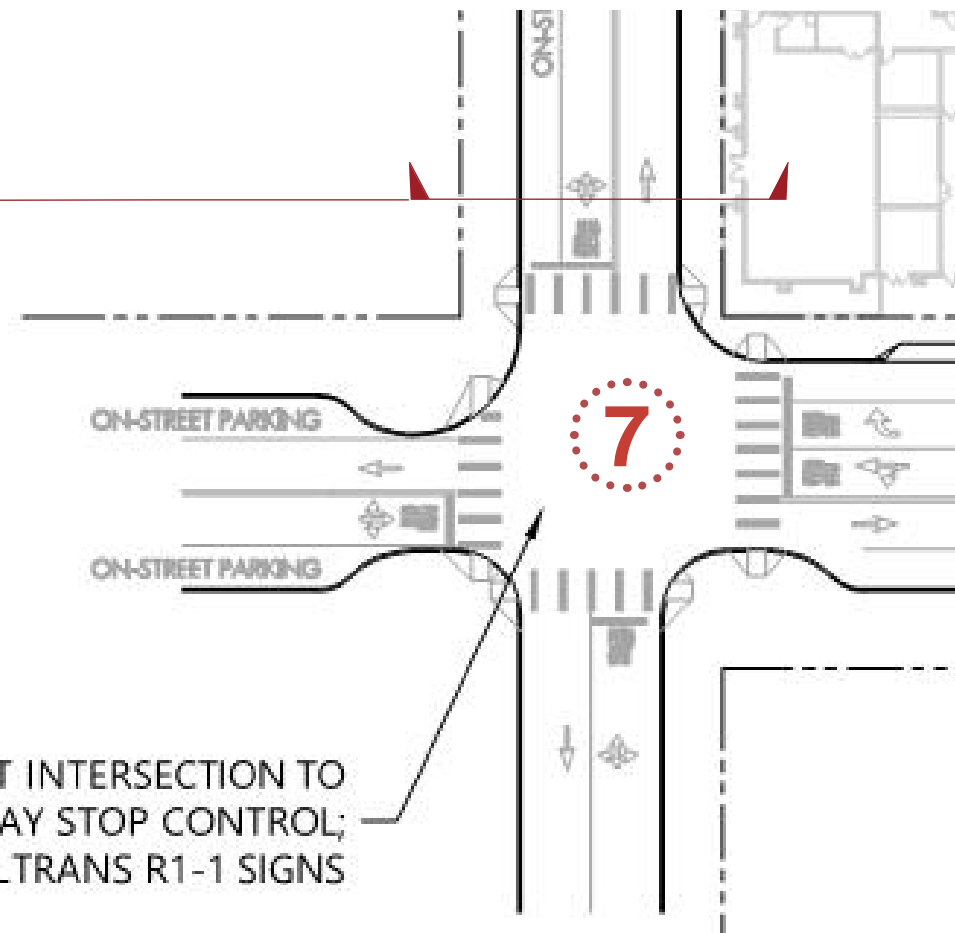 ON-ST
ON-STREET PARKING
7
ON-STREET PARKING
T INTERSECTION TO
AY STOP CONTROL;
LTRANS R1-1 SIGNS